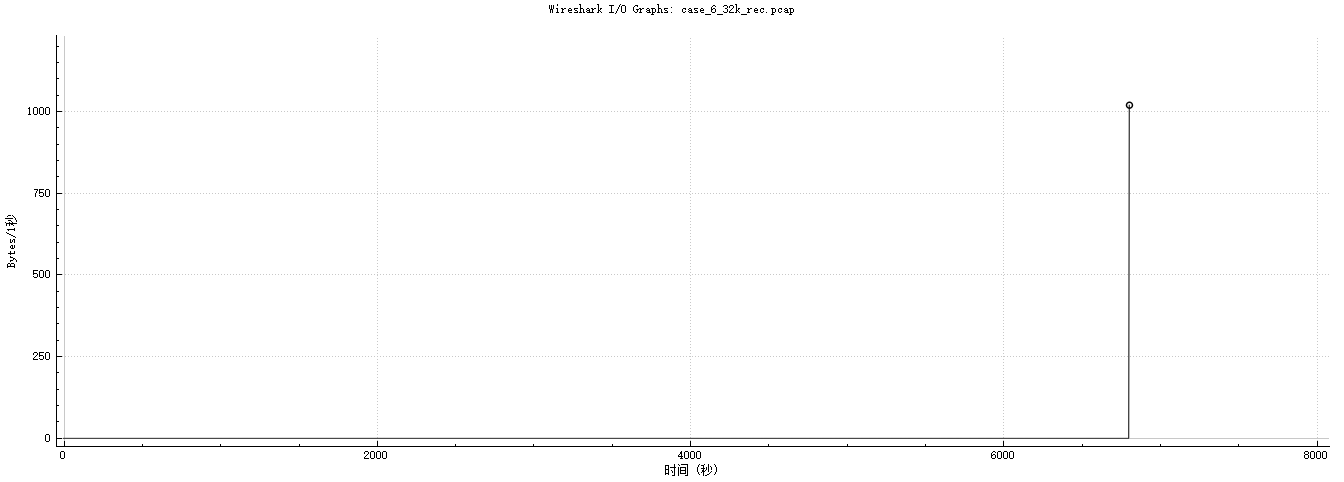 Wireshark I/O Graphs: case_6_32k_rec.pcap
1000
750
500
250
0
Bytes/1秒
0 2000 4000 6000 8000
时间 (秒)